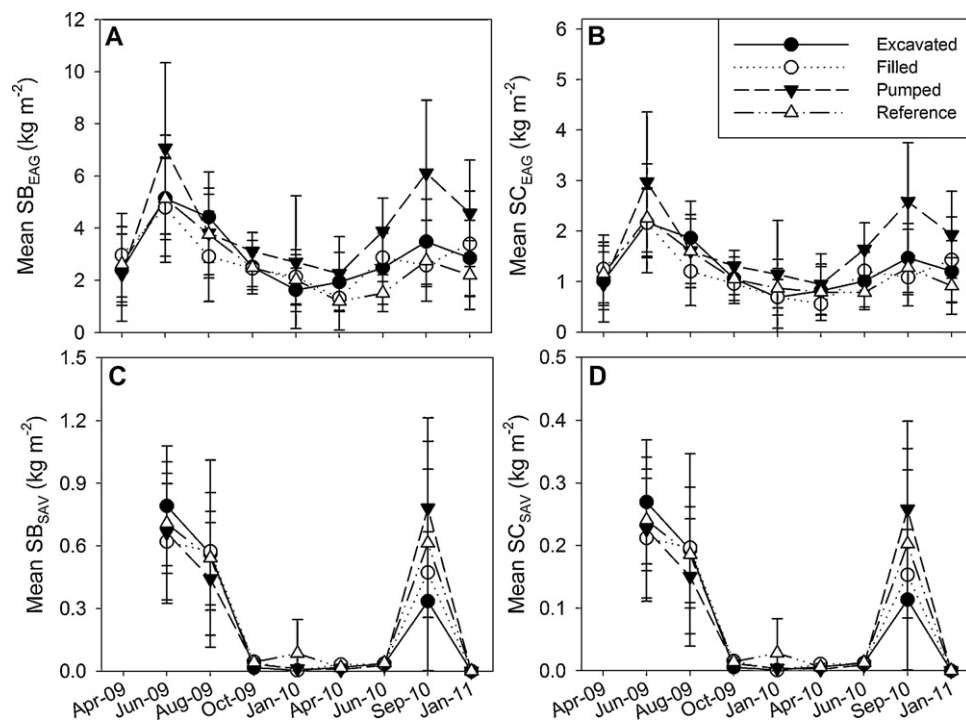 A
B
Excavated
Filled
Pumped
Reference
Mean SB_EAG (kg m⁻²)
12
10
8
6
4
2
0
Mean SC_EAG (kg m⁻²)
6
5
4
3
2
1
0
C
D
Mean SB_SAV (kg m⁻²)
1.5
1.2
0.9
0.6
0.3
0.0
Mean SC_SAV (kg m⁻²)
0.5
0.4
0.3
0.2
0.1
0.0
Apr-09
Jun-09
Aug-09
Oct-09
Jan-10
Apr-10
Jun-10
Sep-10
Jan-11
Apr-09
Jun-09
Aug-09
Oct-09
Jan-10
Apr-10
Jun-10
Sep-10
Jan-11